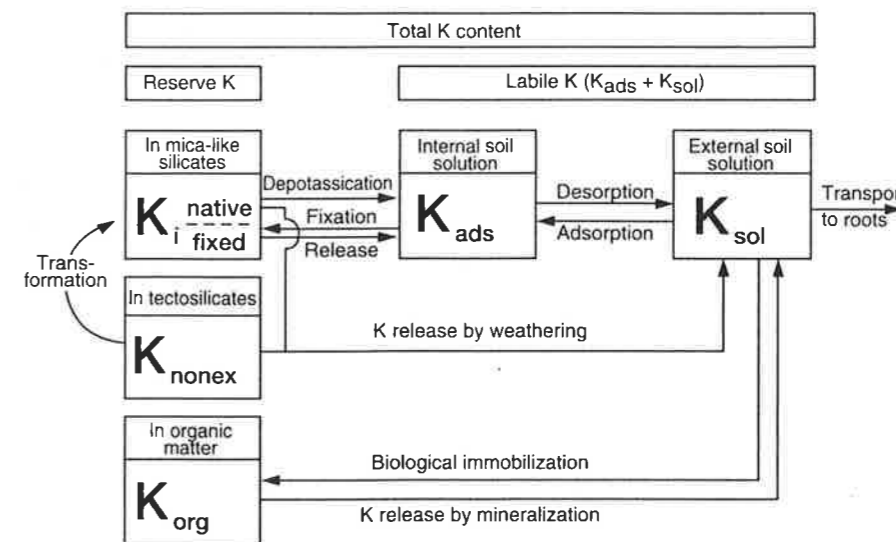 Total K content
Reserve K
Labile K (Kads + Ksol)
In mica-like
silicates
Ki native
fixed
Depotassication
Fixation
Release
Internal soil
solution
Kads
Desorption
Adsorption
External soil
solution
Ksol
Transpor
to roots
Trans-
formation
In tectosilicates
Knonex
K release by weathering
In organic
matter
Korg
Biological immobilization
K release by mineralization